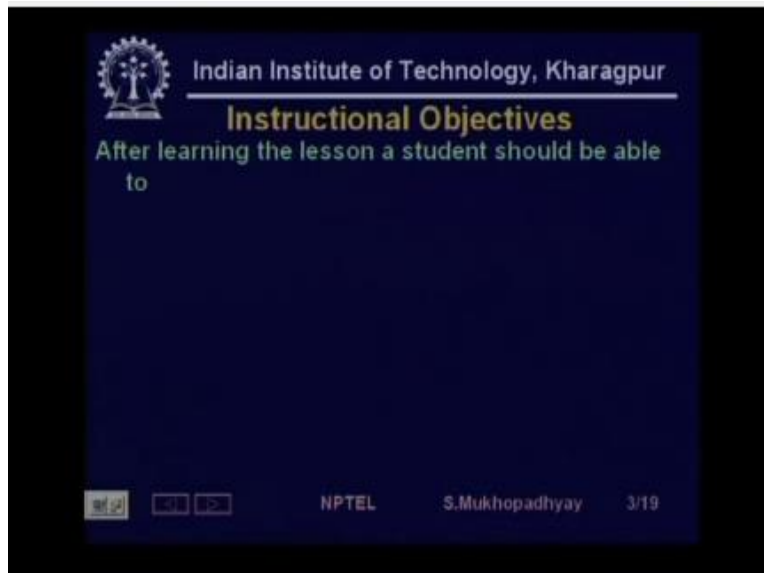 Indian Institute of Technology, Kharagpur
Instructional Objectives
After learning the lesson a student should be able
to
NPTEL S.Mukhopadhyay 3/19